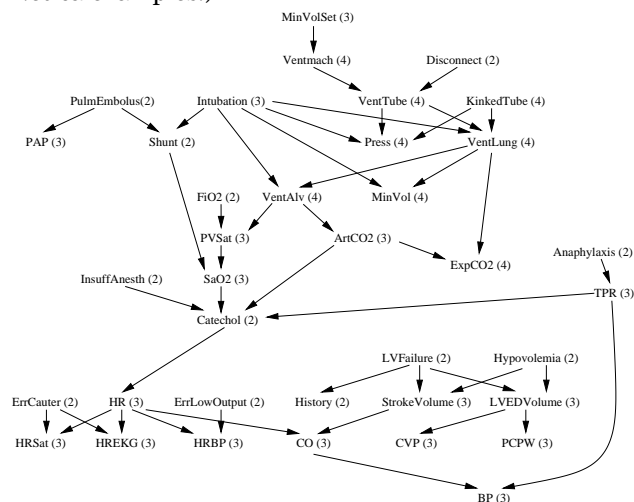 MinVolSet (3)
Ventmach (4) Disconnect (2)
PulmEmbolus(2) Intubation (3) VentTube (4) KinkedTube (4)
PAP (3) Shunt (2) Press (4) VentLung (4)
FiO2 (2) VentAlv (4) MinVol (4)
PVSat (3) ArtCO2 (3)
Anaphylaxis (2)
ExpCO2 (4)
InsuffAnesth (2) SaO2 (3)
TPR (3)
Catechol (2)
LVFailure (2) Hypovolemia (2)
ErrCauter (2) HR (3) ErrLowOutput (2) History (2) StrokeVolume (3) LVEDVolume (3)
HRSat (3) HREKG (3) HRBP (3) CO (3) CVP (3) PCPW (3)
BP (3)